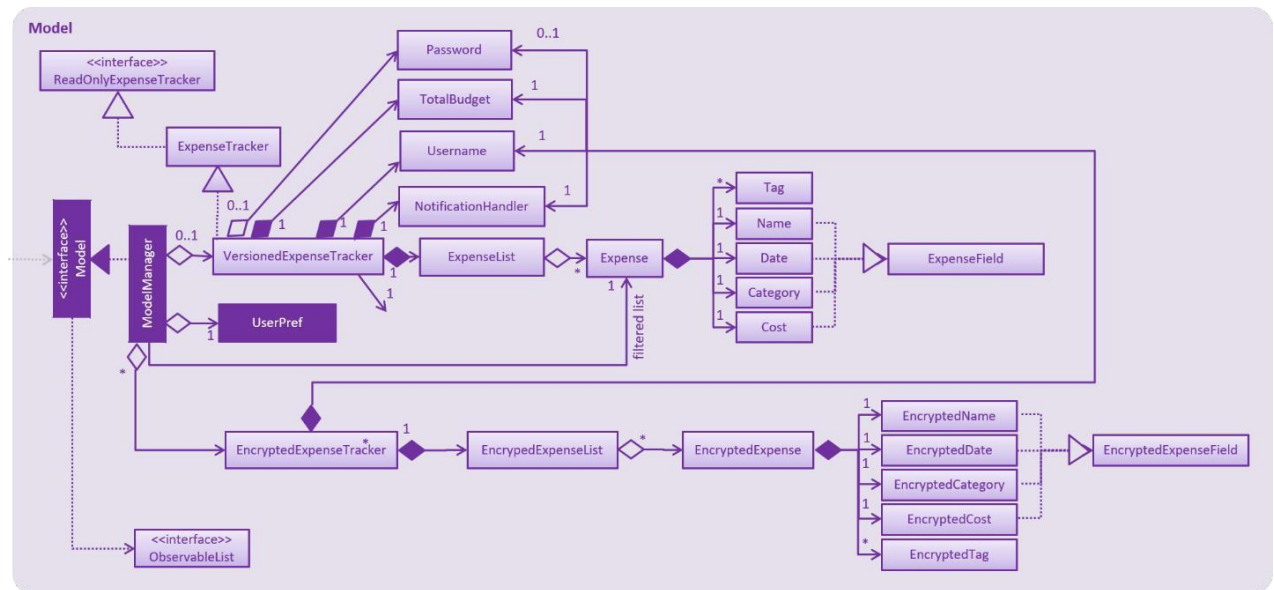 Model
<<interface>>
ReadOnlyExpenseTracker
ExpenseTracker
Password
0..1
TotalBudget
1
Username
1
NotificationHandler
1
0..1
1
1
1
<<interface>>
Model
ModelManager
0..1
VersionedExpenseTracker
1
1
ExpenseList
*
Expense
1
filtered list
*
Tag
1
Name
1
Date
1
Category
1
Cost
ExpenseField
1
UserPref
*
EncryptedExpenseTracker
*
1
EncrypedExpenseList
*
EncryptedExpense
1
EncryptedName
1
EncryptedDate
1
EncryptedCategory
1
EncryptedCost
*
EncryptedTag
EncryptedExpenseField
<<interface>>
ObservableList